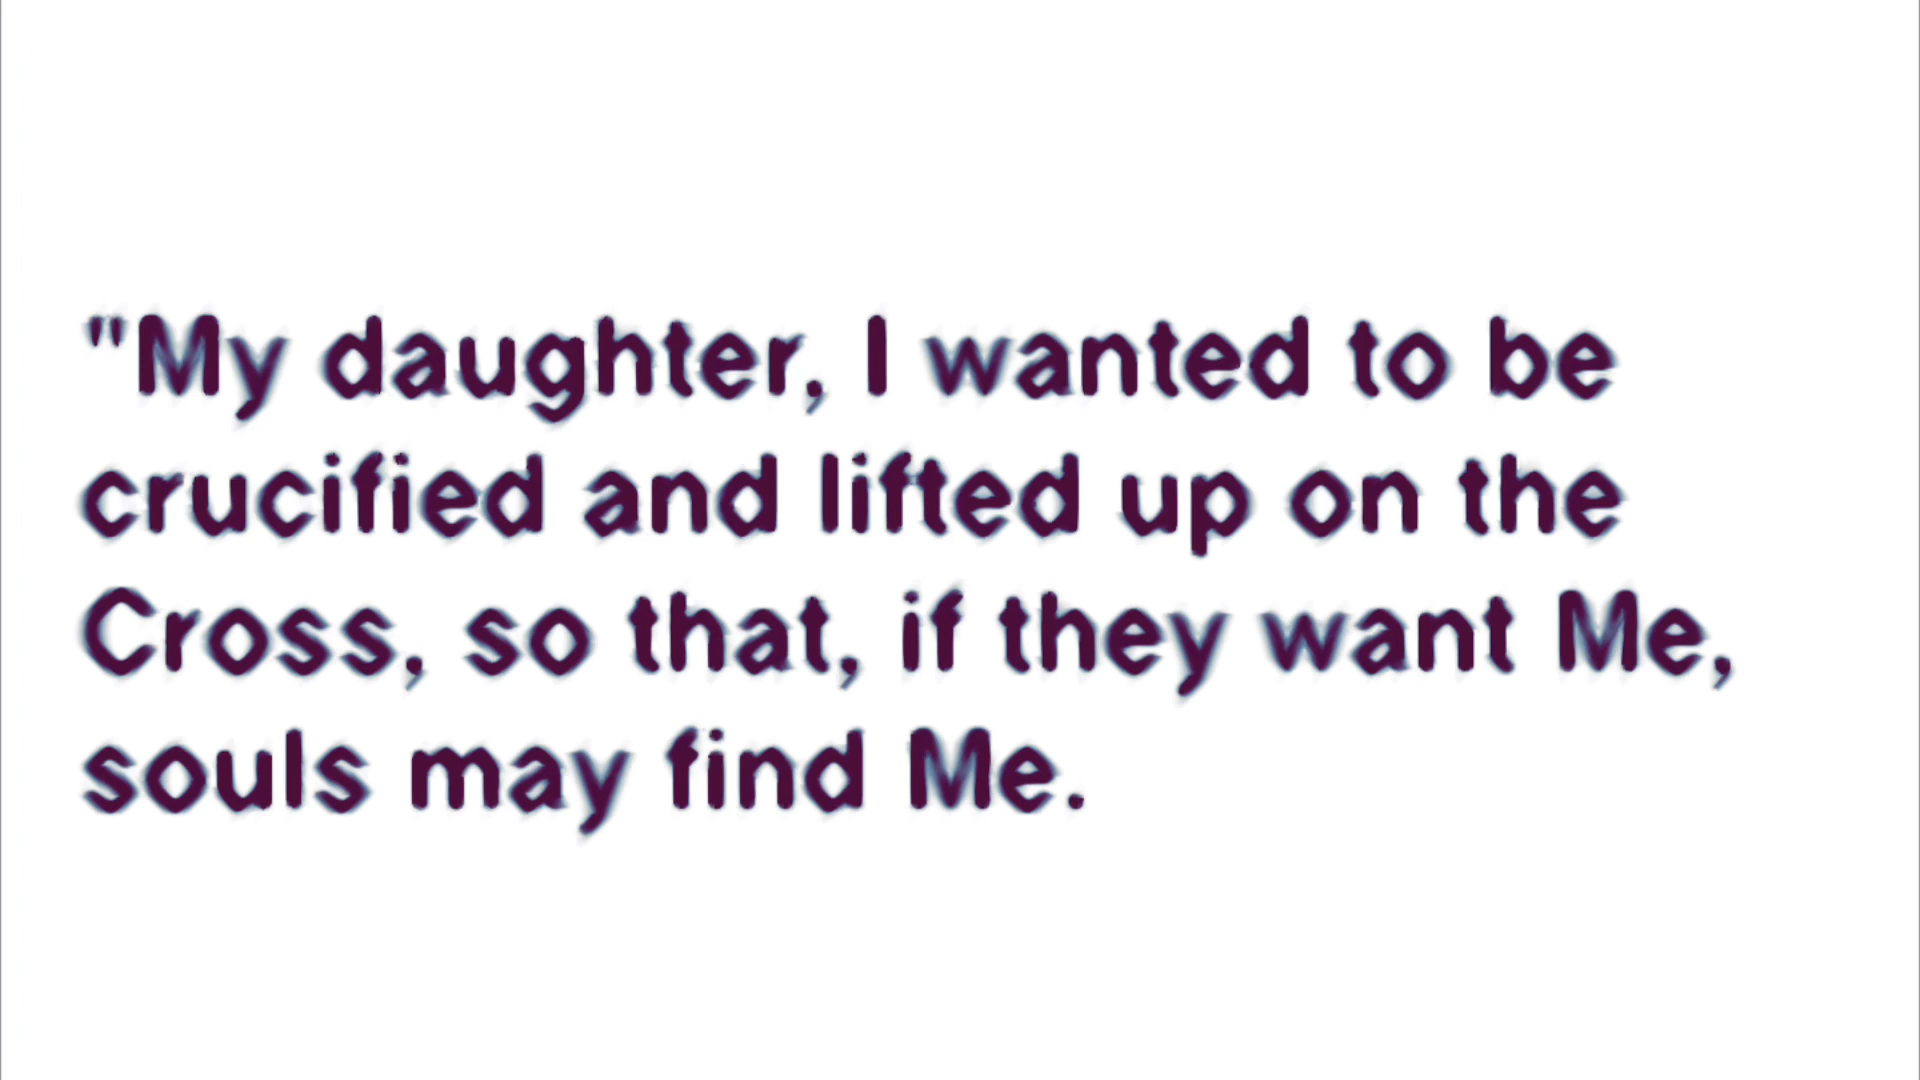 "My daughter, I wanted to be
crucified and lifted up on the
Cross, so that, if they want Me,
souls may find Me.